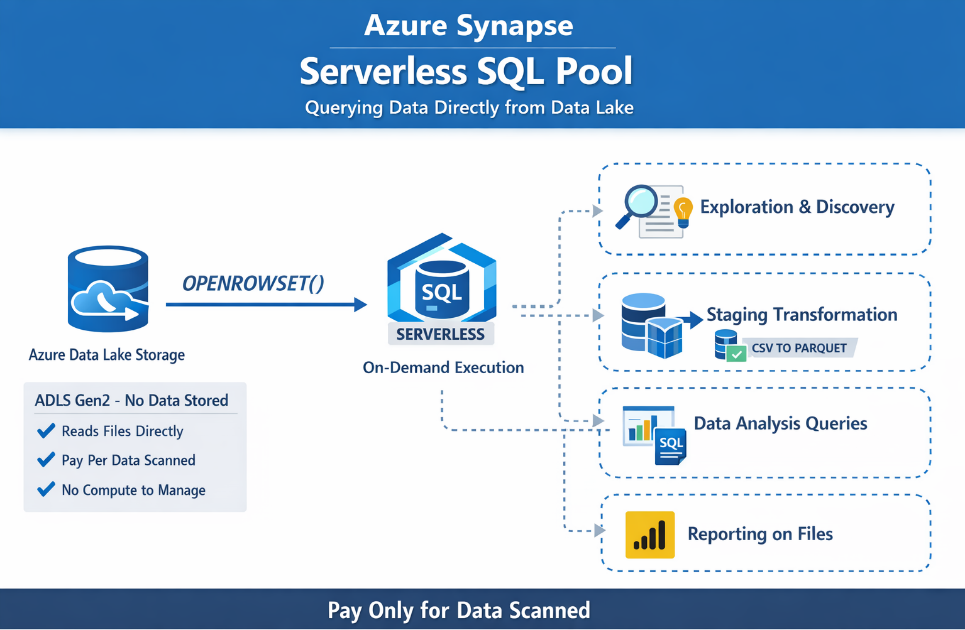 Azure Synapse
Serverless SQL Pool
Querying Data Directly from Data Lake
OPENROWSET()
Azure Data Lake Storage
ADLS Gen2 - No Data Stored
Reads Files Directly
Pay Per Data Scanned
No Compute to Manage
SQL
SERVERLESS
On-Demand Execution
Exploration & Discovery
Staging Transformation
CSV TO PARQUET
Data Analysis Queries
SQL
Reporting on Files
Pay Only for Data Scanned